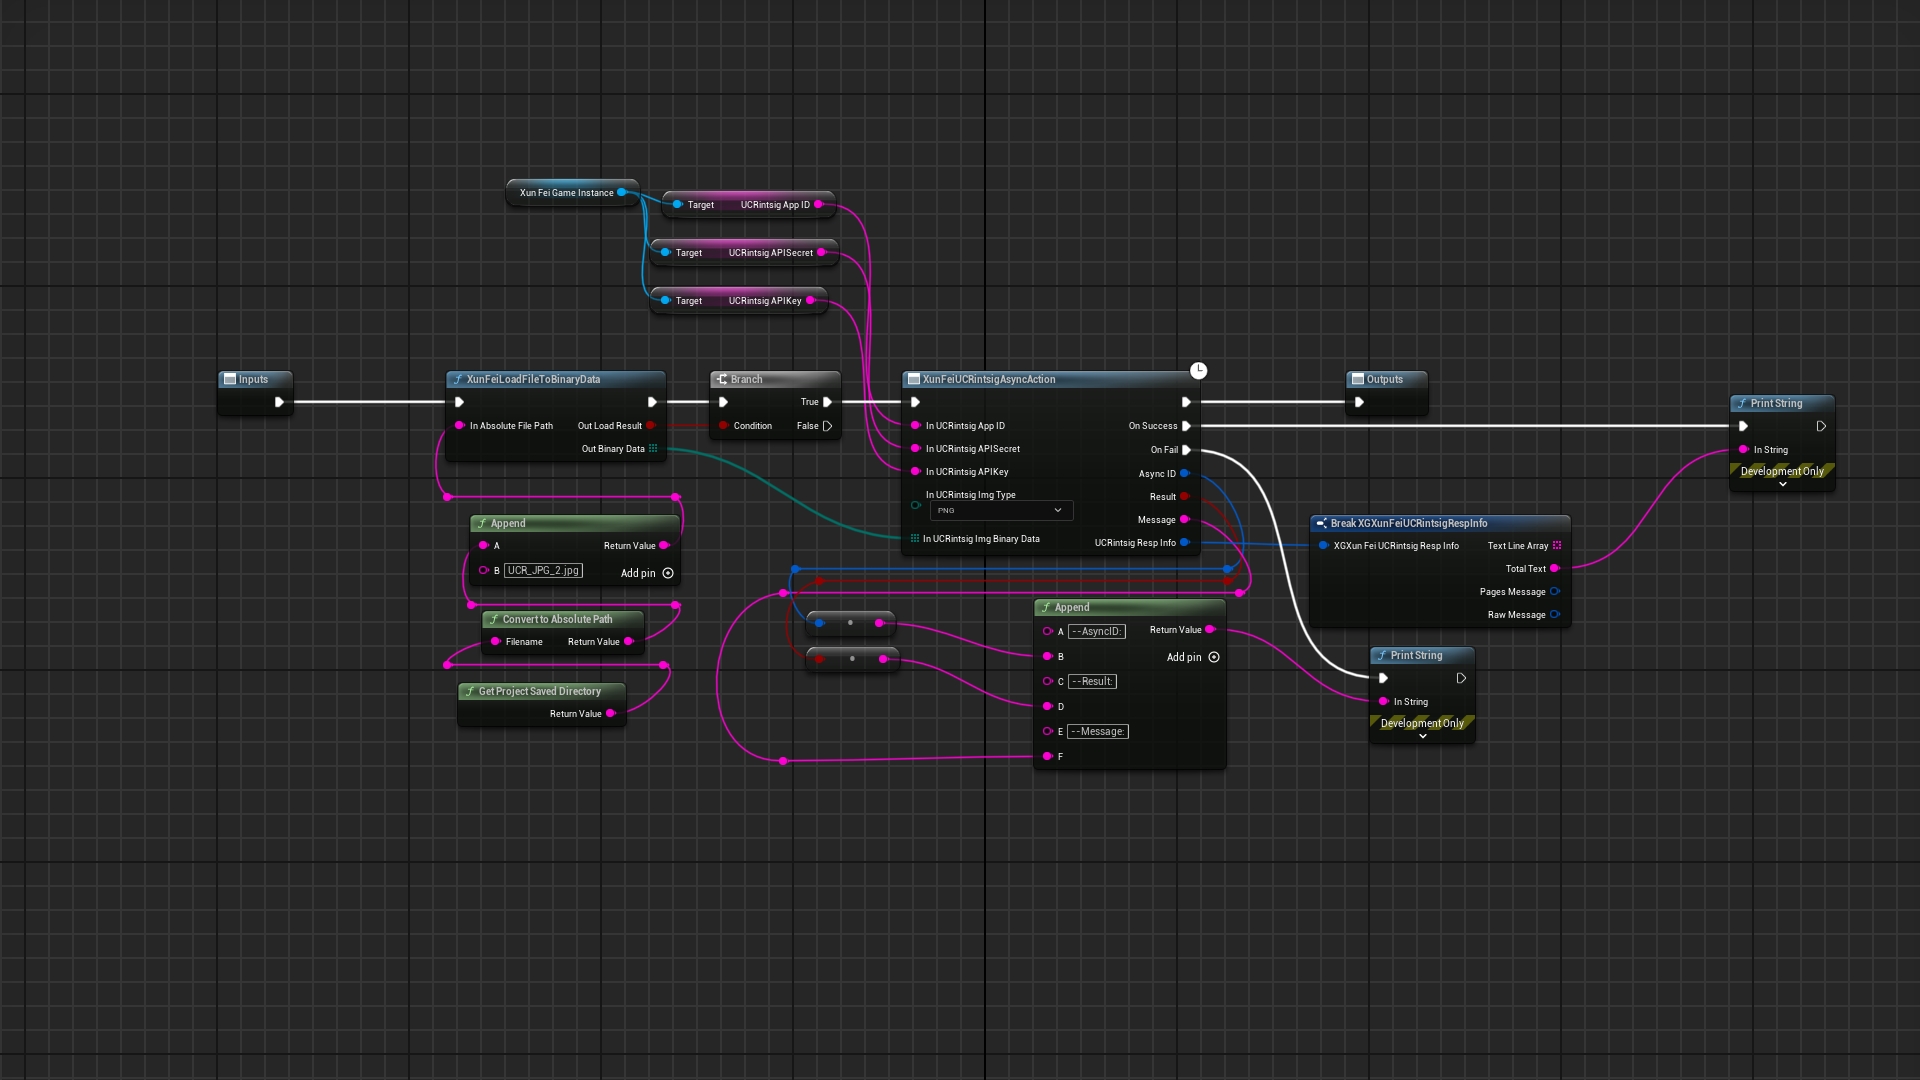 Xun Fei Game Instance
Target UCRintsig App ID
Target UCRintsig APISecret
Target UCRintsig APIKey
Inputs
XunFeiLoadFileToBinaryData
In Absolute File Path Out Load Result
Out Binary Data
Branch
True
Condition False
XunFeiUCRintsigAsyncAction
In UCRintsig App ID On Success
In UCRintsig APISecret On Fail
In UCRintsig APIKey Async ID
In UCRintsig Img Type Result
PNG
Message
In UCRintsig Img Binary Data UCRintsig Resp Info
Outputs
Print String
In String
Development Only
Append
A Return Value
B UCR_JPG_2.jpg Add pin
Convert to Absolute Path
Filename Return Value
Get Project Saved Directory
Return Value
Break XGXunFeiUCRintsigRespInfo
XGXun Fei UCRintsig Resp Info Text Line Array
Total Text
Pages Message
Raw Message
Append
A --AsyncID: Return Value
B Add pin
C --Result:
D
E --Message:
F
Print String
In String
Development Only